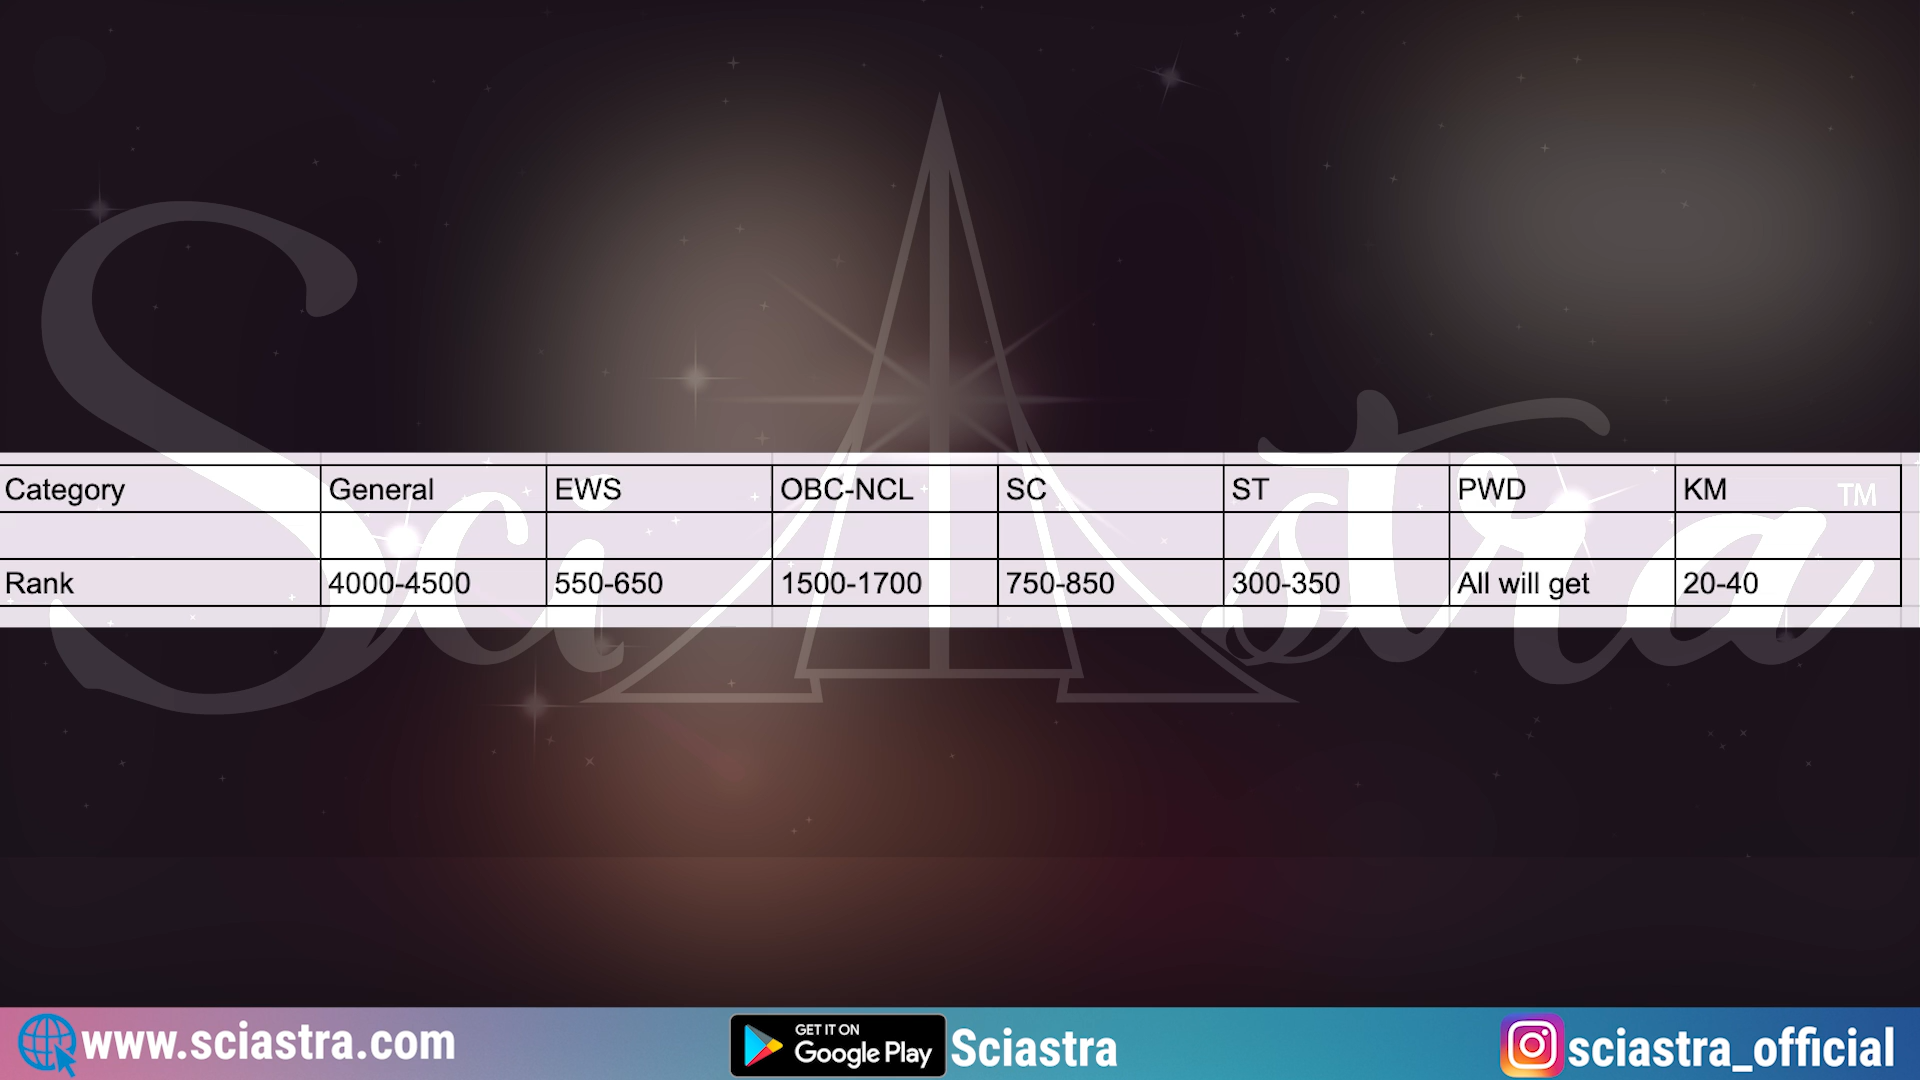 SciAstra TM
Category General EWS OBC-NCL SC ST PWD KM
Rank 4000-4500 550-650 1500-1700 750-850 300-350 All will get 20-40
www.sciastra.com
GET IT ON
Google Play
Sciastra
sciastra_official